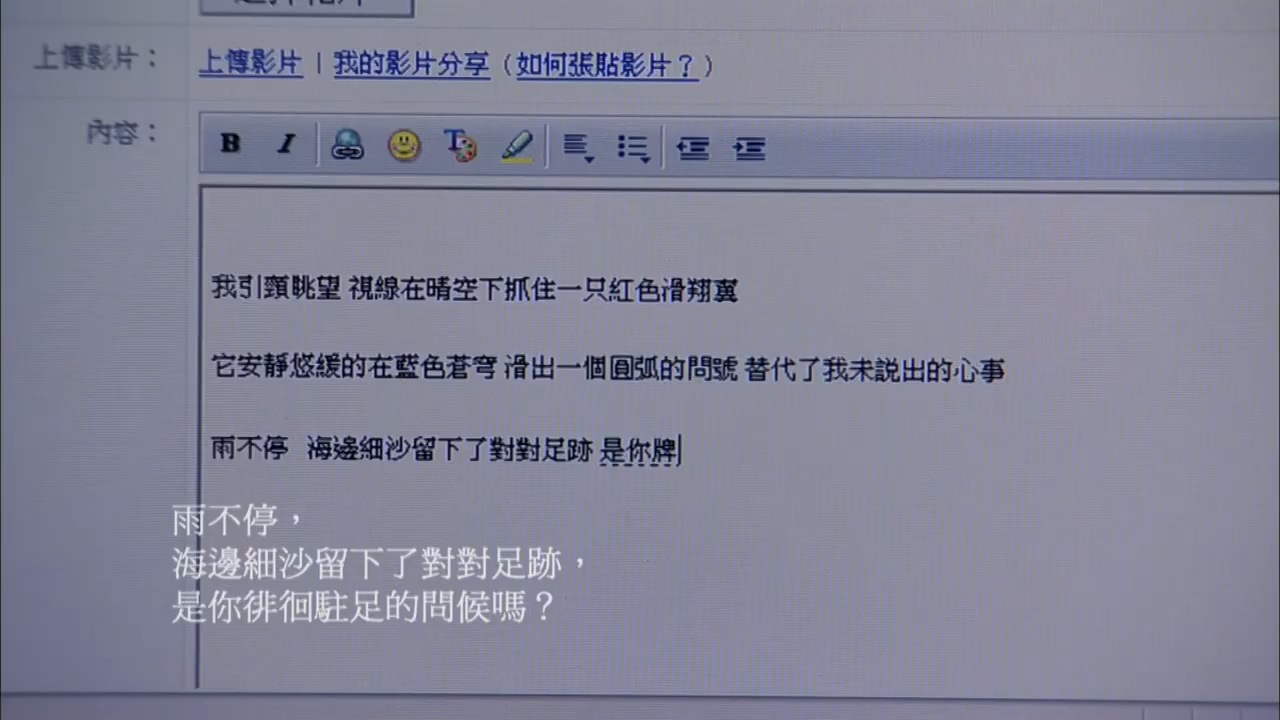 上傳影片：
上傳影片 | 我的影片分享 (如何張貼影片？)
內容：
B I
我引頸眺望 視線在晴空下抓住一只紅色滑翔翼
它安靜悠緩的在藍色蒼穹 滑出一個圓弧的問號 替代了我未說出的心事
雨不停 海邊細沙留下了對對足跡 是你牌
雨不停，
海邊細沙留下了對對足跡，
是你徘徊駐足的問候嗎？